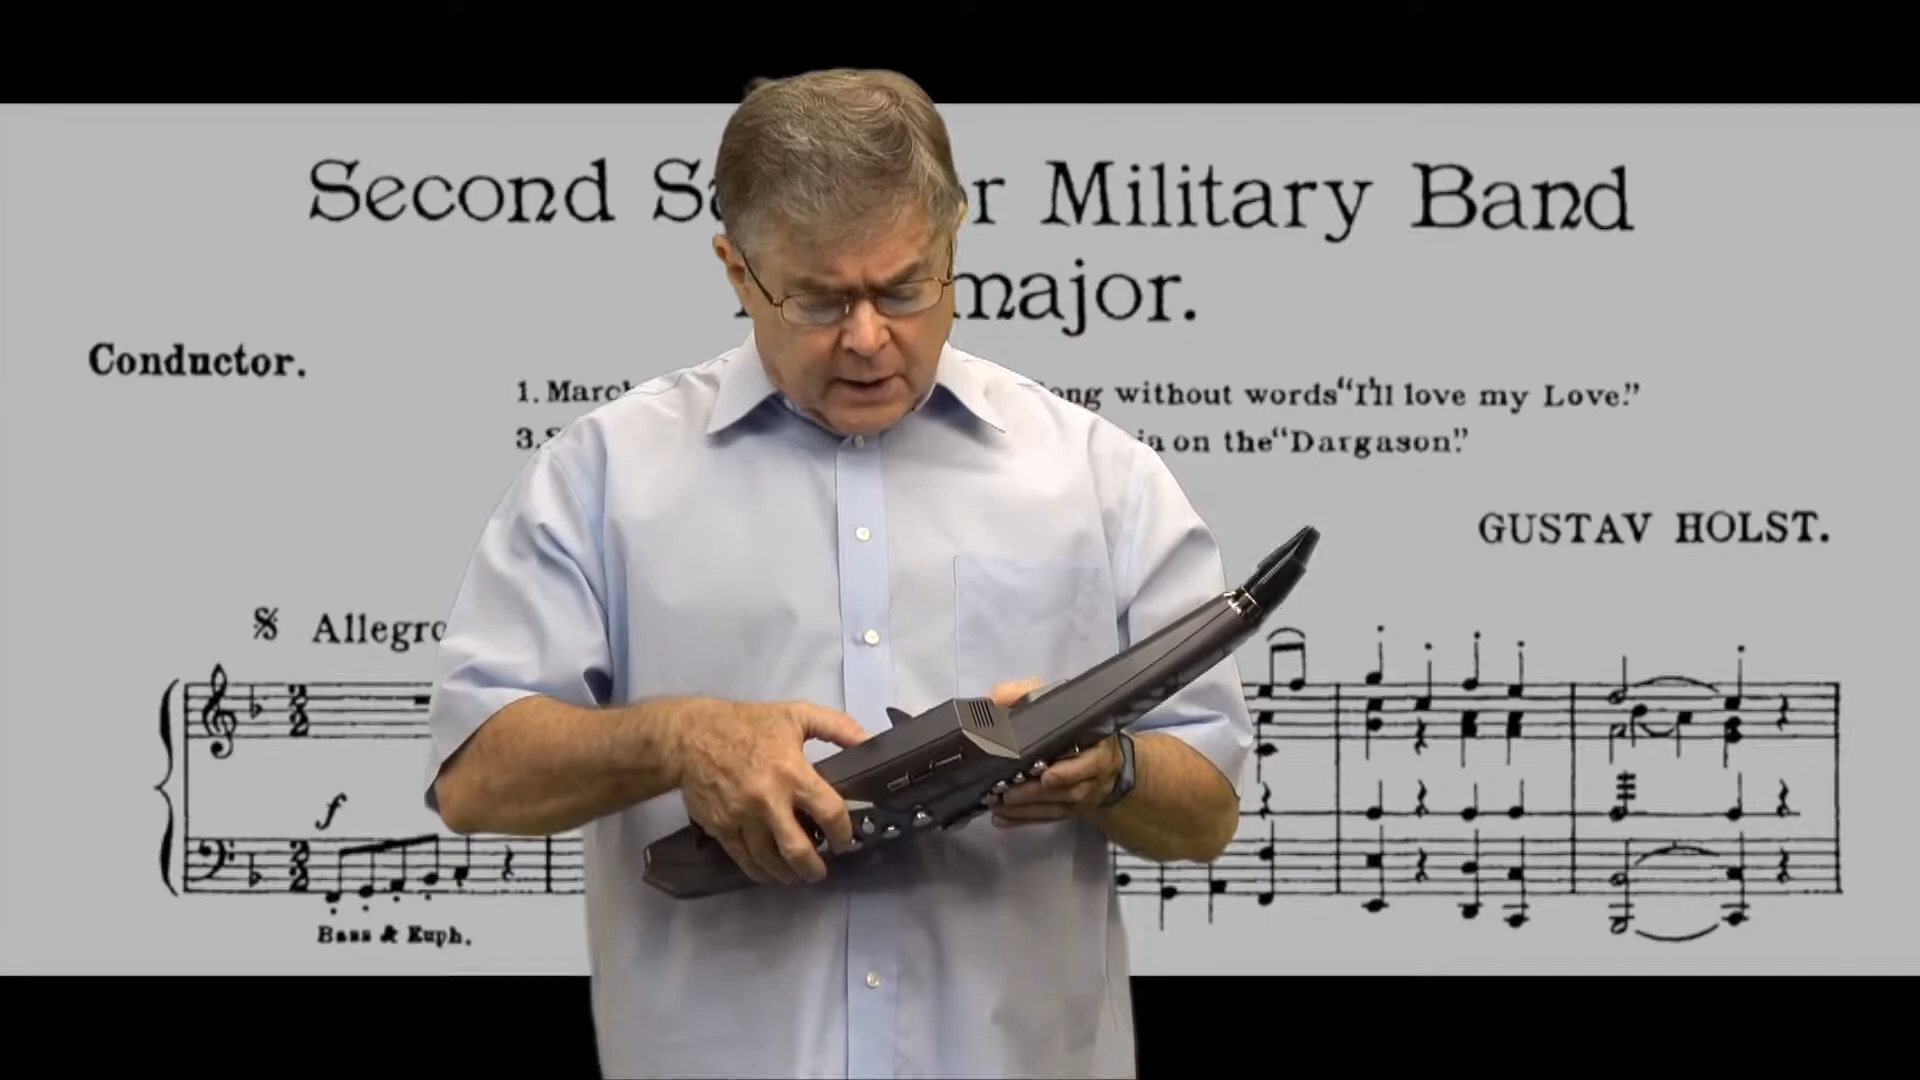 Second S r Military Band
major.
Conductor.
1. March ong without words "I'll love my Love."
3. S ia on the "Dargason".
GUSTAV HOLST.
Allegro
f
Bass & Euph.